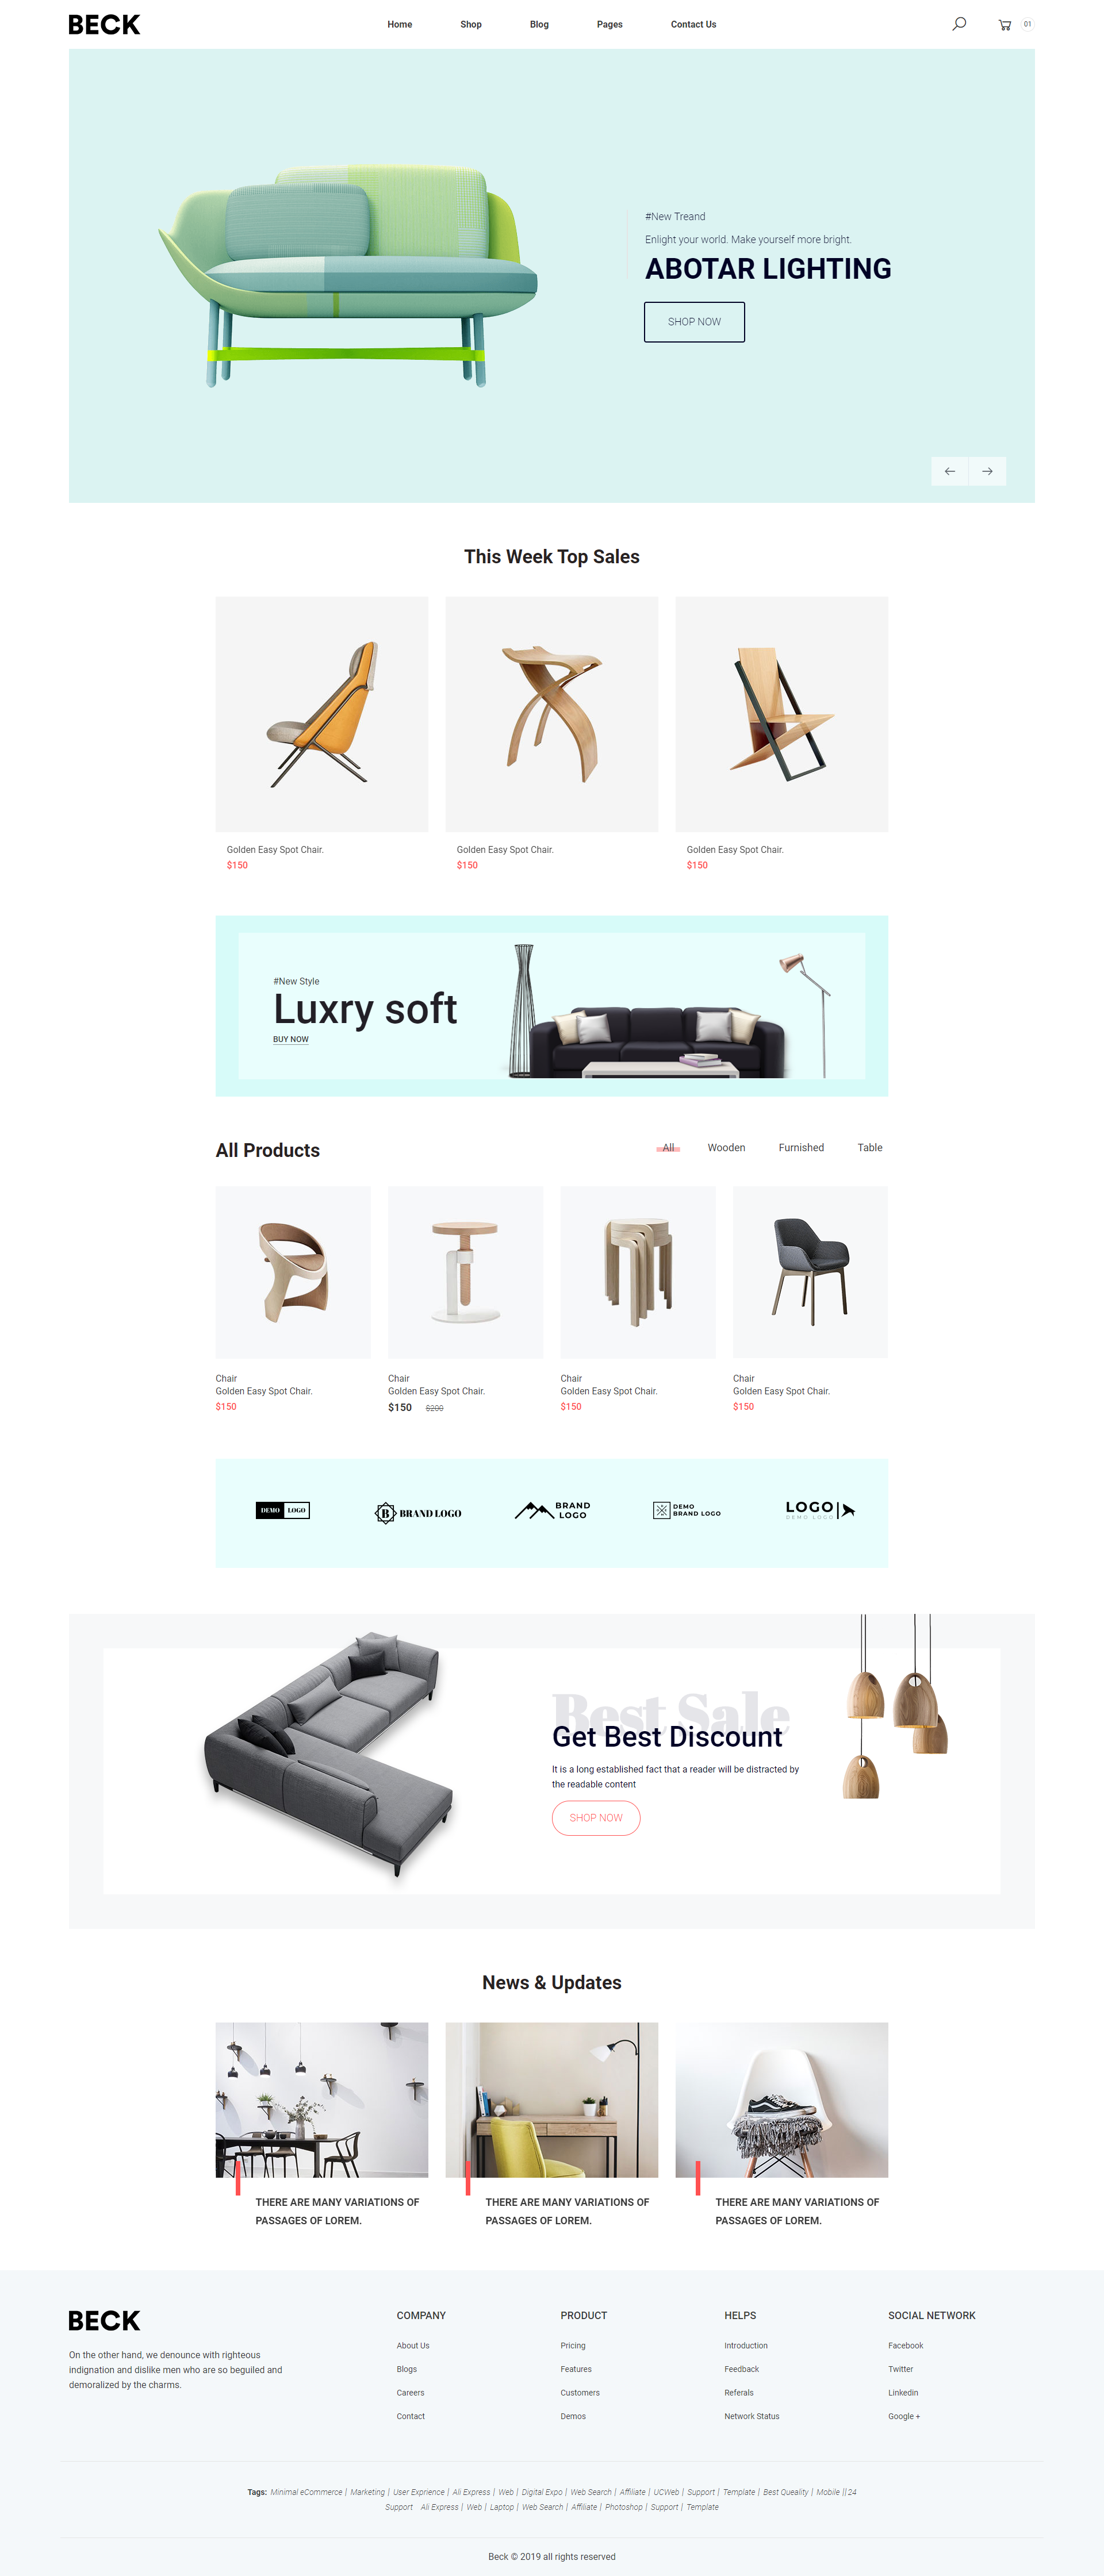 BECK
Home Shop Blog Pages Contact Us
01
#New Treand
Enlight your world. Make yourself more bright.
ABOTAR LIGHTING
SHOP NOW
This Week Top Sales
Golden Easy Spot Chair.
$150
Golden Easy Spot Chair.
$150
Golden Easy Spot Chair.
$150
#New Style
Luxry soft
BUY NOW
All Products
All Wooden Furnished Table
Chair
Golden Easy Spot Chair.
$150
Chair
Golden Easy Spot Chair.
$150 $200
Chair
Golden Easy Spot Chair.
$150
Chair
Golden Easy Spot Chair.
$150
DEMO LOGO
B BRAND LOGO
BRAND
LOGO
DEMO
BRAND LOGO
LOGO
DEMO LOGO
Best Sale
Get Best Discount
It is a long established fact that a reader will be distracted by
the readable content
SHOP NOW
News & Updates
THERE ARE MANY VARIATIONS OF
PASSAGES OF LOREM.
THERE ARE MANY VARIATIONS OF
PASSAGES OF LOREM.
THERE ARE MANY VARIATIONS OF
PASSAGES OF LOREM.
BECK
On the other hand, we denounce with righteous
indignation and dislike men who are so beguiled and
demoralized by the charms.
COMPANY
About Us
Blogs
Careers
Contact
PRODUCT
Pricing
Features
Customers
Demos
HELPS
Introduction
Feedback
Referals
Network Status
SOCIAL NETWORK
Facebook
Twitter
Linkedin
Google +
Tags: Minimal eCommerce | Marketing | User Exprience | Ali Express | Web | Digital Expo | Web Search | Affiliate | UCWeb | Support | Template | Best Queality | Mobile || 24
Support Ali Express | Web | Laptop | Web Search | Affiliate | Photoshop | Support | Template
Beck © 2019 all rights reserved